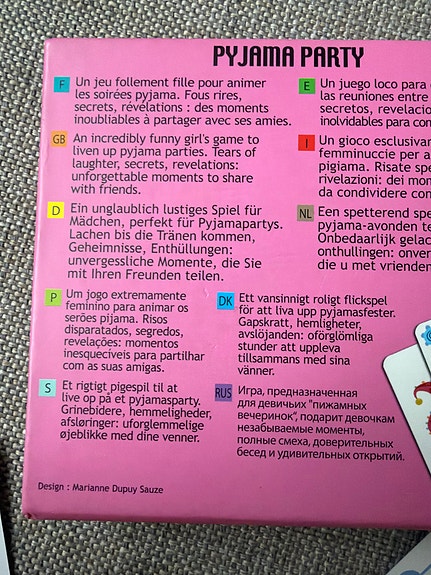 PYJAMA PARTY
F Un jeu follement fille pour animer
les soirées pyjama. Fous rires,
secrets, révélations : des moments
inoubliables à partager avec ses amies.
GB An incredibly funny girl's game to
liven up pyjama parties. Tears of
laughter, secrets, revelations:
unforgettable moments to share
with friends.
D Ein unglaublich lustiges Spiel für
Mädchen, perfekt für Pyjamapartys.
Lachen bis die Tränen kommen,
Geheimnisse, Enthüllungen:
unvergessliche Momente, die Sie
mit Ihren Freunden teilen.
P Um jogo extremamente
feminino para animar os
serões pijama. Risos
disparatados, segredos,
revelações: momentos
inesquecíveis para partilhar
com as suas amigas.
S Et rigtigt pigespil til at
live op på et pyjamasparty.
Grinebidere, hemmeligheder,
afsløringer: uforglemmelige
øjeblikke med dine venner.
E Un juego loco para
las reuniones entre
secretos, revelacio
inolvidables para com
I Un gioco esclusivar
femminuccie per a
pigiama. Risate spe
rivelazioni: dei mor
da condividere con
NL Een spetterend spe
pyjama-avonden te
Onbedaarlijk gelac
onthullingen: onver
die u met vrienden
DK Ett vansinnigt roligt flickspel
för att liva upp pyjamasfester.
Gapskratt, hemligheter,
avslöjanden: oförglömliga
stunder att uppleva
tillsammans med sina
vänner.
RUS Игра, предназначенная
для девичьих "пижамных
вечеринок", подарит девочкам
незабываемые моменты,
полные смеха, доверительных
бесед и удивительных открытий.
Design : Marianne Dupuy Sauze